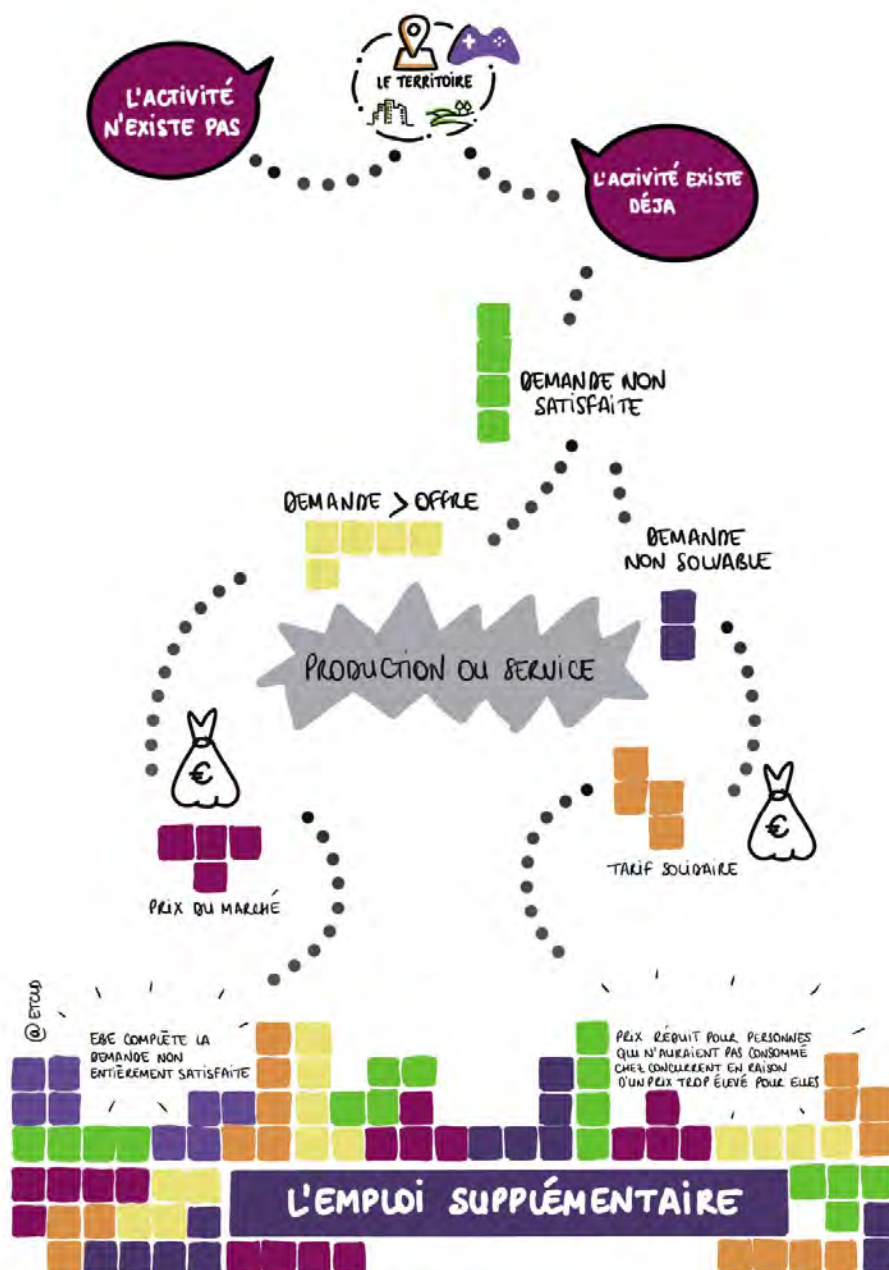 LE TERRITOIRE
L'ACTIVITÉ
N'EXISTE PAS
L'ACTIVITÉ EXISTE
DÉJA
DEMANDE NON
SATISFAITE
DEMANDE > OFFRE
DEMANDE
NON SOLVABLE
PRODUCTION OU SERVICE
€
€
PRIX DU MARCHÉ
TARIF SOLIDAIRE
@ETCLD
EBE COMPLÈTE LA
DEMANDE NON
ENTIÈREMENT SATISFAITE
PRIX RÉDUIT POUR PERSONNES
QUI N'AURAIENT PAS CONSOMMÉ
CHEZ CONCURRENT EN RAISON
D'UN PRIX TROP ÉLEVÉ POUR ELLES
L'EMPLOI SUPPLÉMENTAIRE